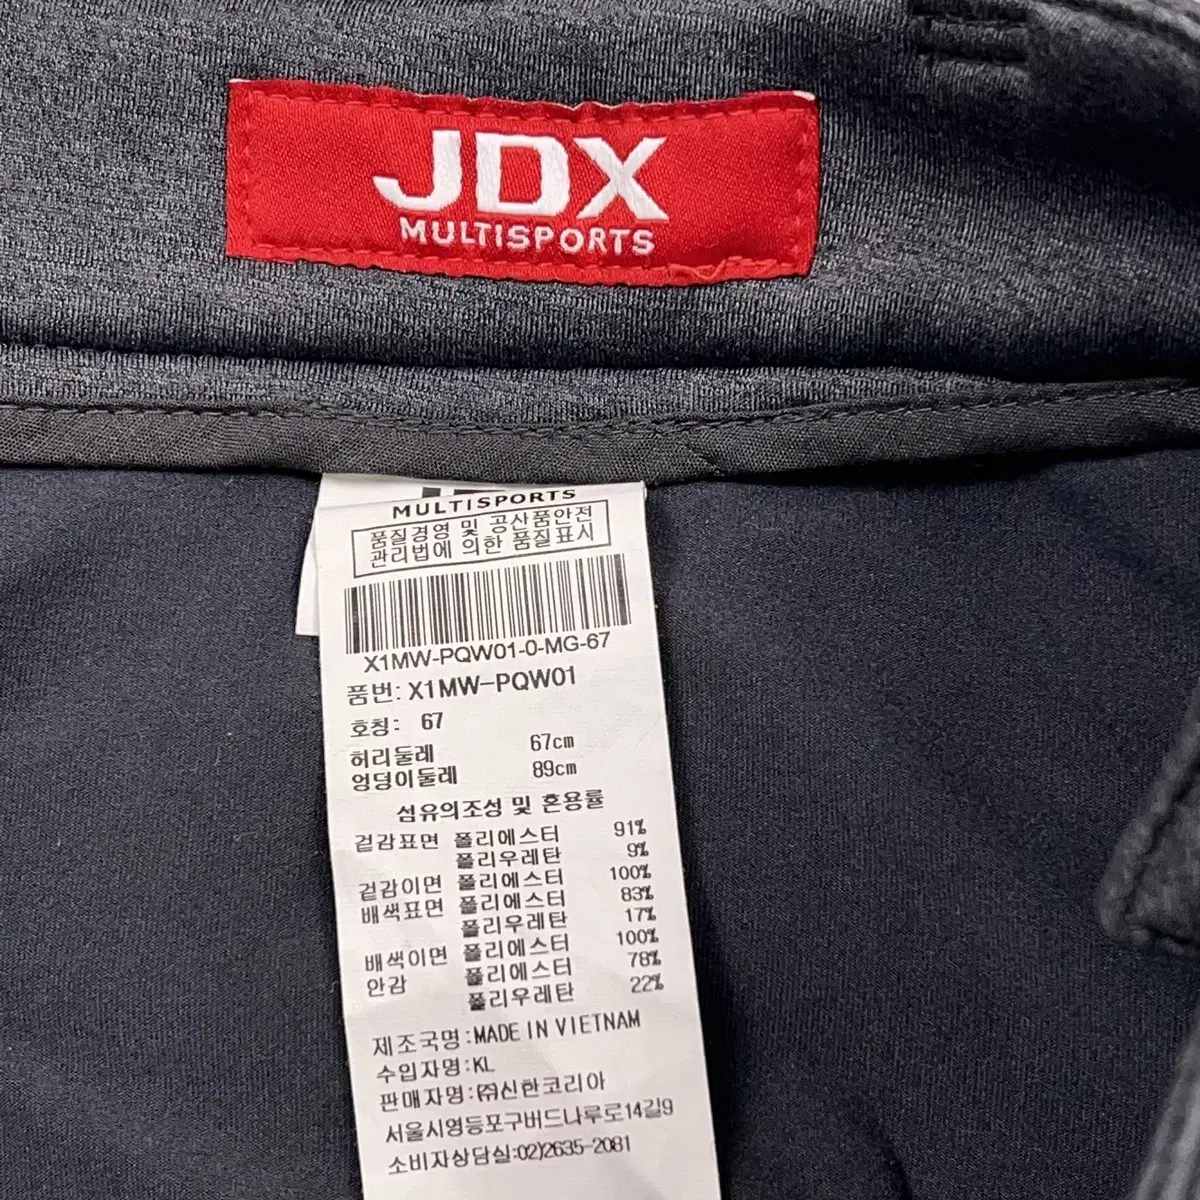 JDX
MULTISPORTS
MULTISPORTS
품질경영 및 공산품안전
관리법에 의한 품질표시
X1MW-PQW01-0-MG-67
품번: X1MW-PQW01
호칭: 67
허리둘레 67cm
엉덩이둘레 89cm
섬유의조성 및 혼용률
겉감표면 폴리에스터 91%
폴리우레탄 9%
겉감이면 폴리에스터 100%
배색표면 폴리에스터 83%
폴리우레탄 17%
배색이면 폴리에스터 100%
안감 폴리에스터 78%
폴리우레탄 22%
제조국명:MADE IN VIETNAM
수입자명:KL
판매자명:㈜신한코리아
서울시영등포구버드나루로14길9
소비자상담실:02)2635-2081